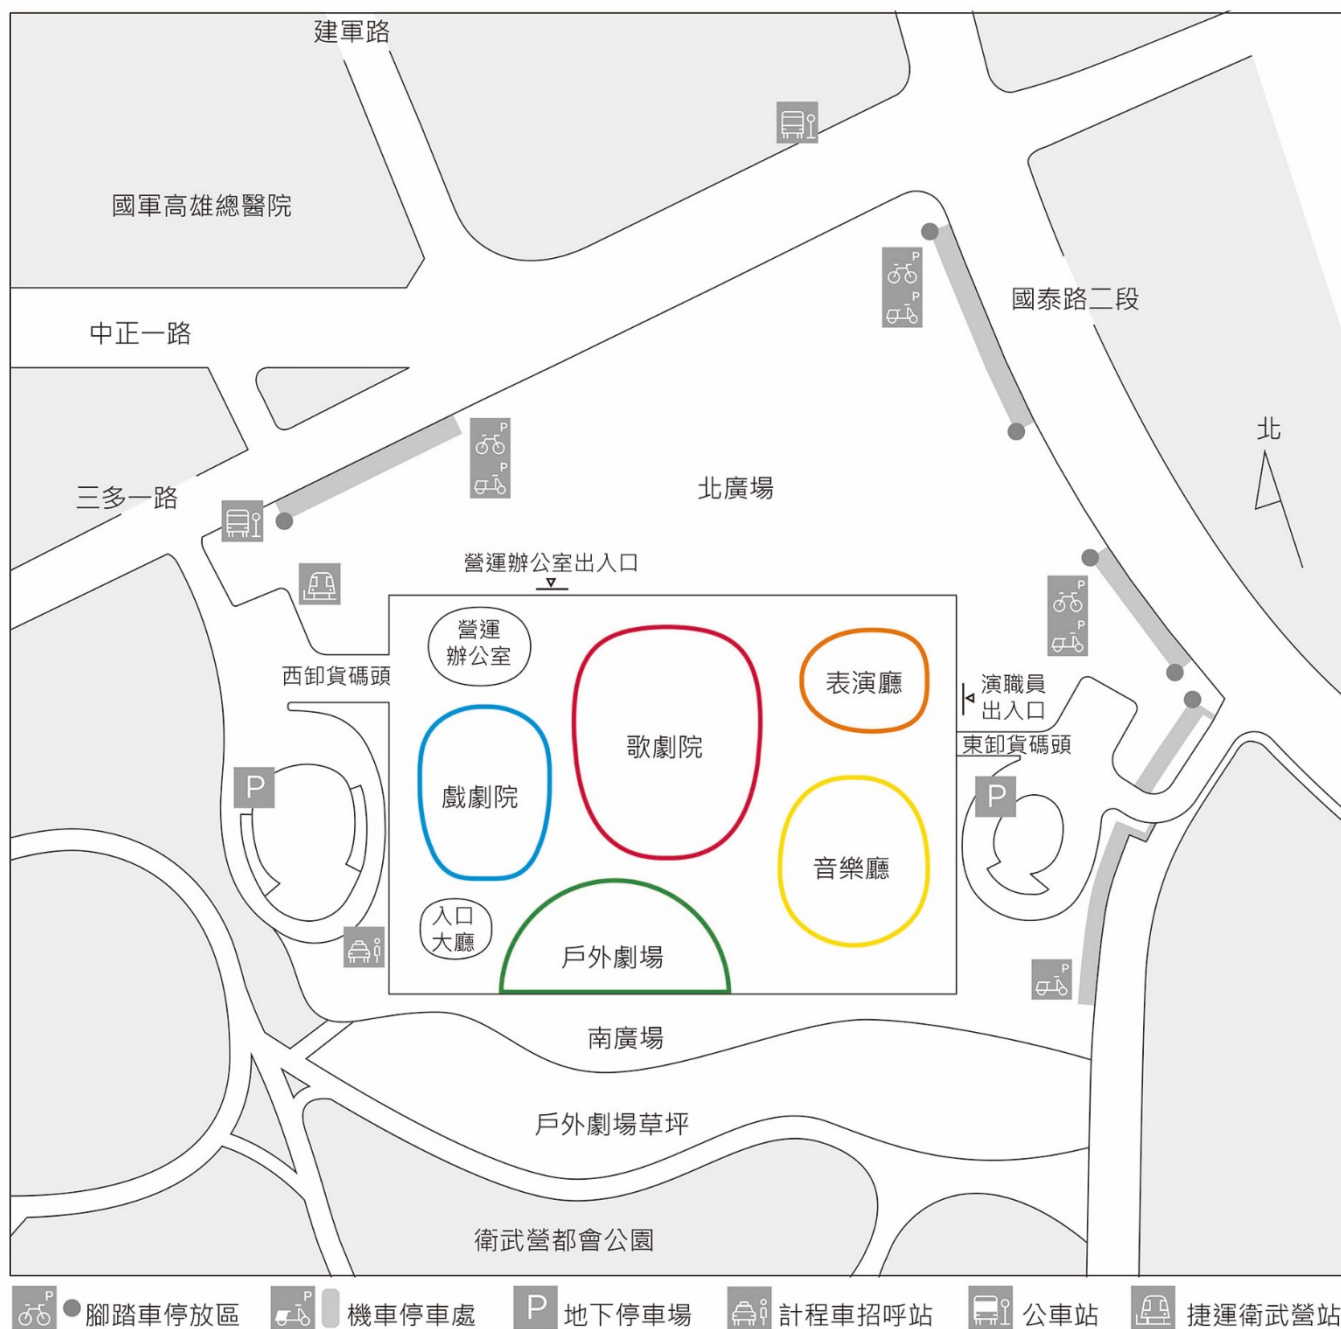 建軍路
國軍高雄總醫院
P
P
國泰路二段
中正一路
北
P
P
三多一路
北廣場
營運辦公室出入口
P
P
營運
辦公室
西卸貨碼頭
表演廳
演職員
出入口
歌劇院
東卸貨碼頭
戲劇院
P
P
音樂廳
入口
大廳
戶外劇場
P
南廣場
戶外劇場草坪
衛武營都會公園
P 腳踏車停放區 P 機車停車處 P 地下停車場 計程車招呼站 公車站 捷運衛武營站